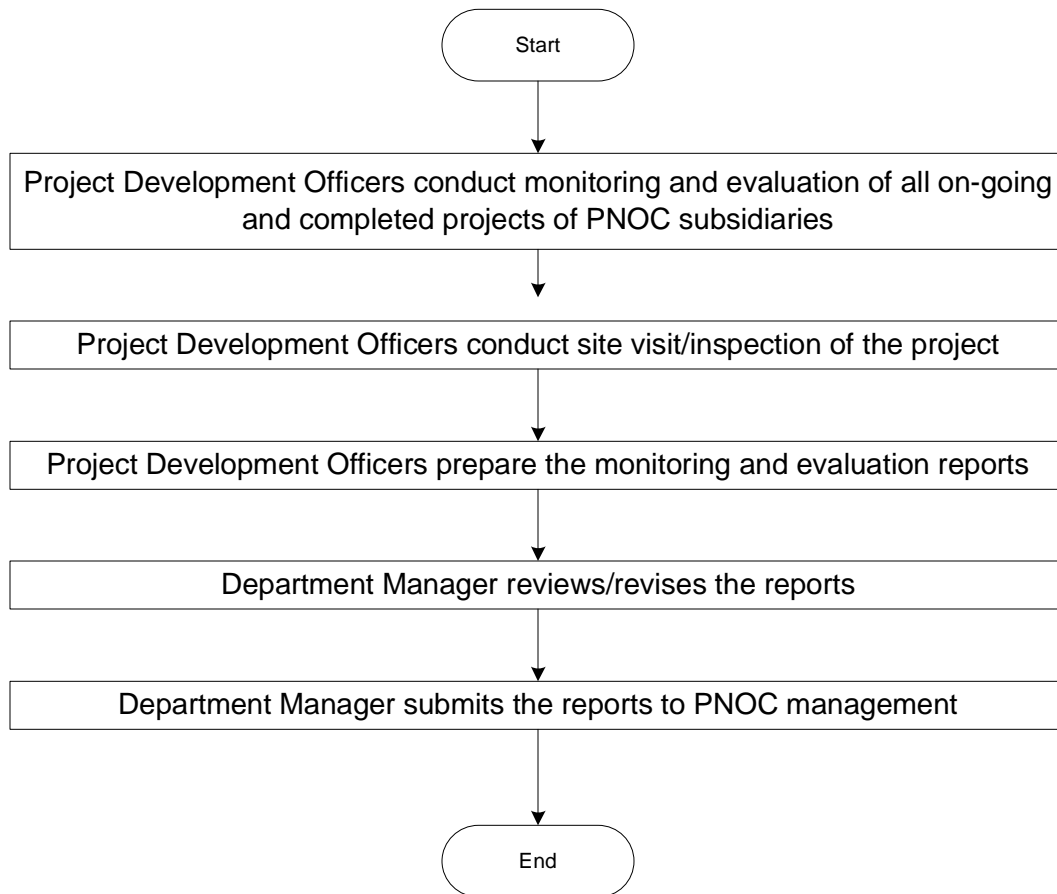 Start
Project Development Officers conduct monitoring and evaluation of all on-going
and completed projects of PNOC subsidiaries
Project Development Officers conduct site visit/inspection of the project
Project Development Officers prepare the monitoring and evaluation reports
Department Manager reviews/revises the reports
Department Manager submits the reports to PNOC management
End